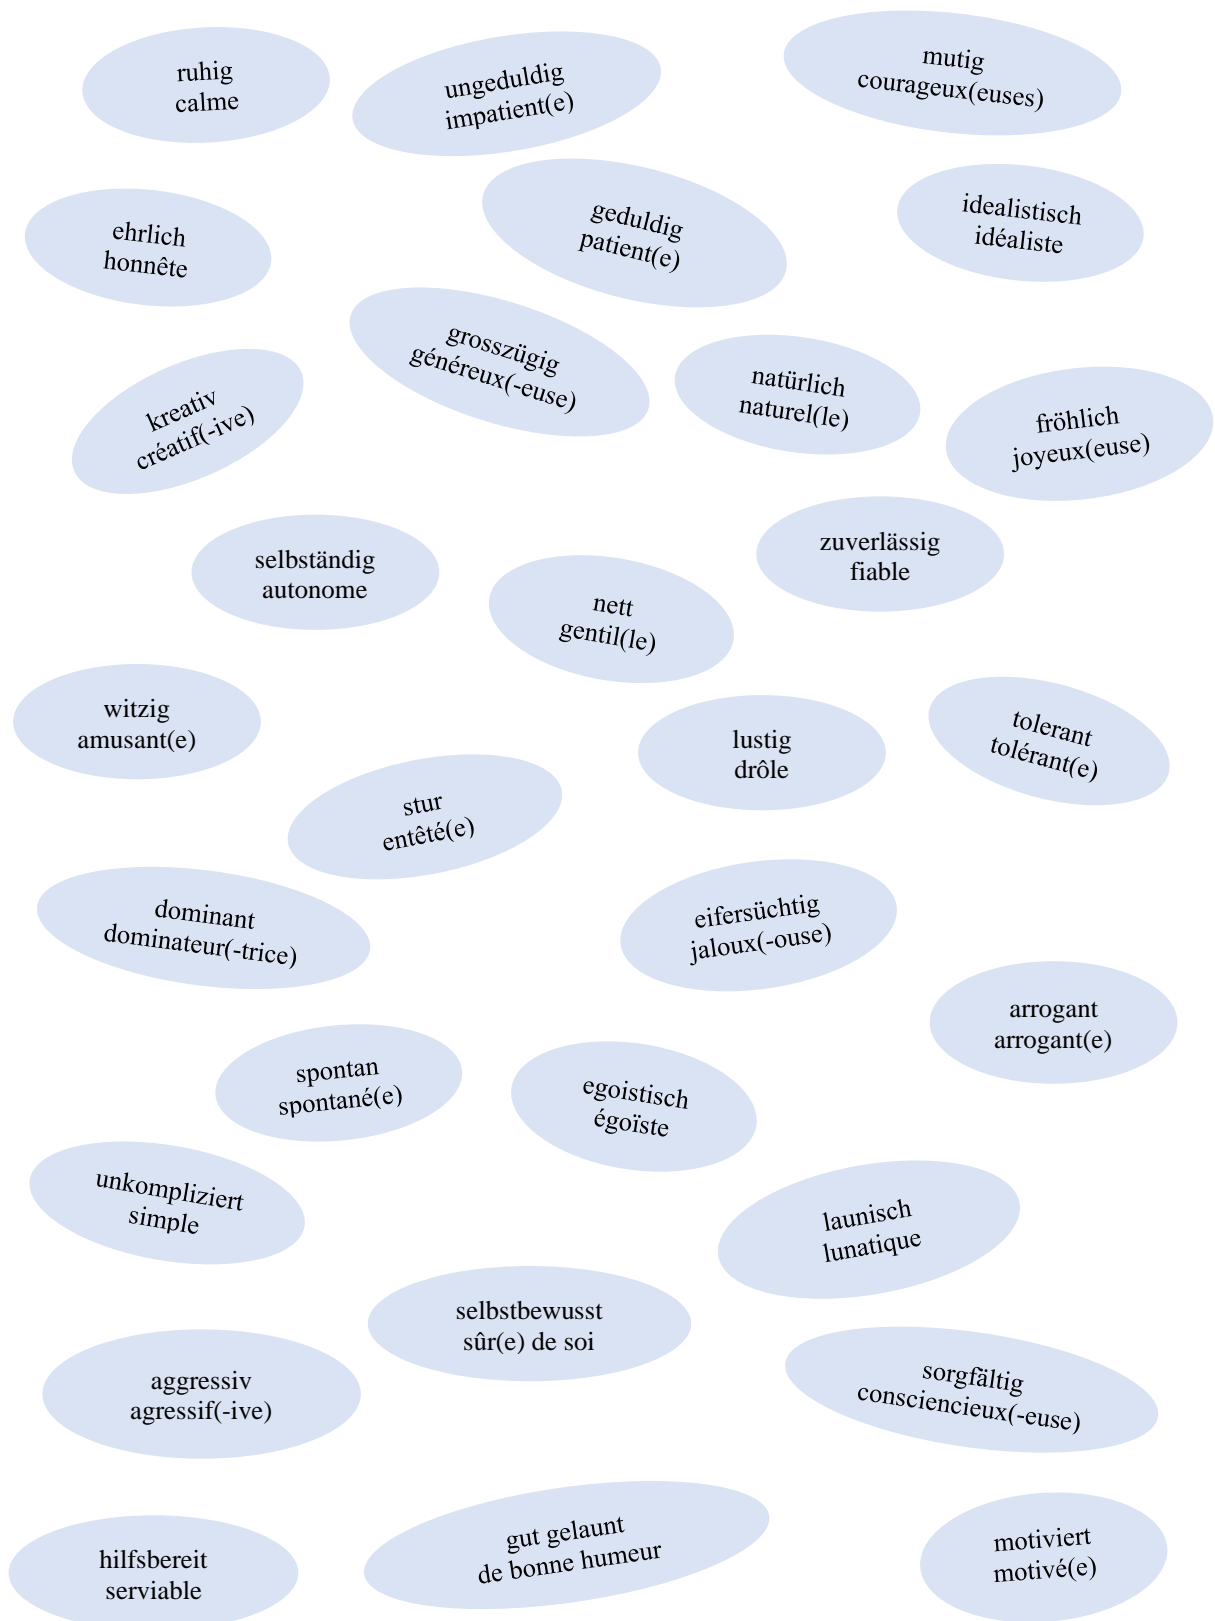 ruhig
calme
ungeduldig
impatient(e)
mutig
courageux(euses)
ehrlich
honnête
geduldig
patient(e)
idealistisch
idéaliste
grosszügig
généreux(-euse)
natürlich
naturel(le)
kreativ
créatif(-ive)
fröhlich
joyeux(euse)
selbständig
autonome
zuverlässig
fiable
nett
gentil(le)
witzig
amusant(e)
lustig
drôle
tolerant
tolérant(e)
stur
entêté(e)
dominant
dominateur(-trice)
eifersüchtig
jaloux(-ouse)
arrogant
arrogant(e)
spontan
spontané(e)
egoistisch
égoïste
unkompliziert
simple
launisch
lunatique
selbstbewusst
sûr(e) de soi
aggressiv
agressif(-ive)
sorgfältig
consciencieux(-euse)
hilfsbereit
serviable
gut gelaunt
de bonne humeur
motiviert
motivé(e)